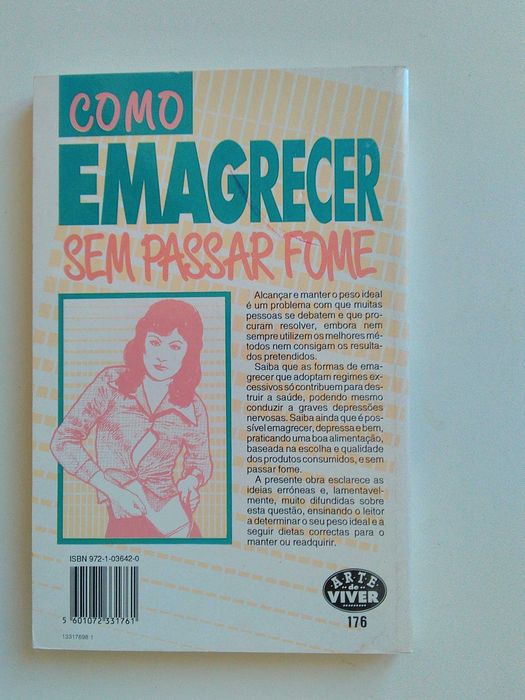 COMO
EMAGRECER
SEM PASSAR FOME
Alcançar e manter o peso ideal
é um problema com que muitas
pessoas se debatem e que pro-
curam resolver, embora nem
sempre utilizem os melhores mé-
todos nem consigam os resulta-
dos pretendidos.
Saiba que as formas de ema-
grecer que adoptam regimes ex-
cessivos só contribuem para des-
truir a saúde, podendo mesmo
conduzir a graves depressões
nervosas. Saiba ainda que é pos-
sível emagrecer, depressa e bem,
praticando uma boa alimentação,
baseada na escolha e qualidade
dos produtos consumidos, e sem
passar fome.
A presente obra esclarece as
ideias erróneas e, lamentavel-
mente, muito difundidas sobre
esta questão, ensinando o leitor
a determinar o seu peso ideal e a
seguir dietas correctas para o
manter ou readquirir.
ISBN 972-1-03642-0
5 601072 331761
13317698 1
ARTE
de
VIVER
176